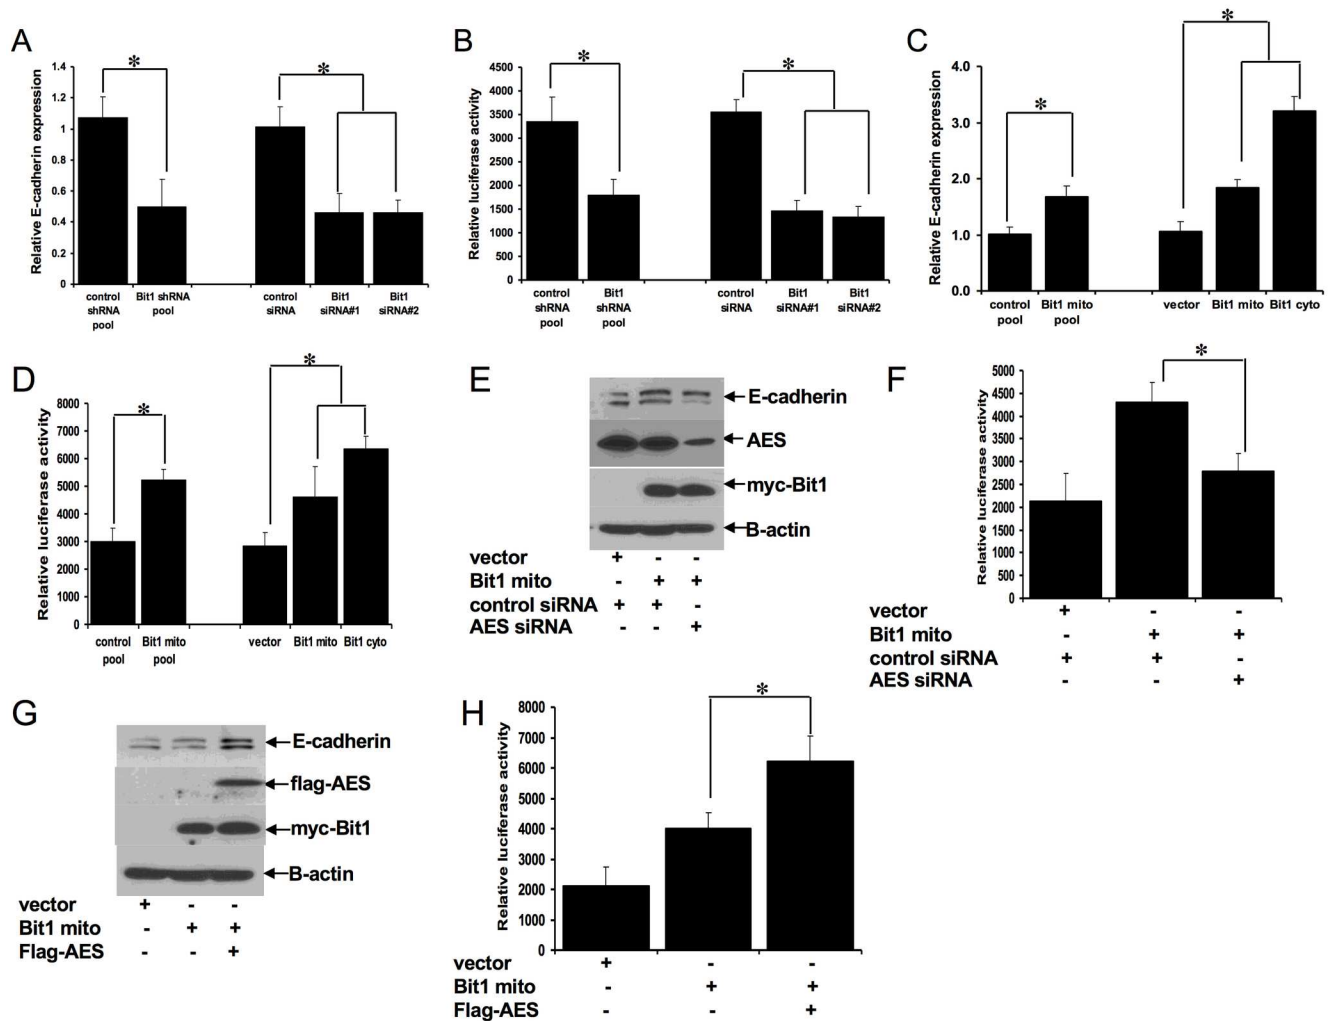 A
*
*
Relative E-cadherin expression
1.4
1.2
1
0.8
0.6
0.4
0.2
0
control shRNA pool
Bit1 shRNA pool
control siRNA
Bit1 siRNA#1
Bit1 siRNA#2
B
*
*
Relative luciferase activity
4500
4000
3500
3000
2500
2000
1500
1000
500
0
control shRNA pool
Bit1 shRNA pool
control siRNA
Bit1 siRNA#1
Bit1 siRNA#2
C
*
*
Relative E-cadherin expression
4.0
3.0
2.0
1.0
0.0
control pool
Bit1 mito pool
vector
Bit1 mito
Bit1 cyto
D
*
*
Relative luciferase activity
8000
7000
6000
5000
4000
3000
2000
1000
0
control pool
Bit1 mito pool
vector
Bit1 mito
Bit1 cyto
E
E-cadherin
AES
myc-Bit1
B-actin
vector + - -
Bit1 mito - + +
control siRNA + + -
AES siRNA - - +
F
*
Relative luciferase activity
5000
4500
4000
3500
3000
2500
2000
1500
1000
500
0
vector + - -
Bit1 mito - + +
control siRNA + + -
AES siRNA - - +
G
E-cadherin
flag-AES
myc-Bit1
B-actin
vector + - -
Bit1 mito - + +
Flag-AES - - +
H
*
Relative luciferase activity
8000
7000
6000
5000
4000
3000
2000
1000
0
vector + - -
Bit1 mito - + +
Flag-AES - - +